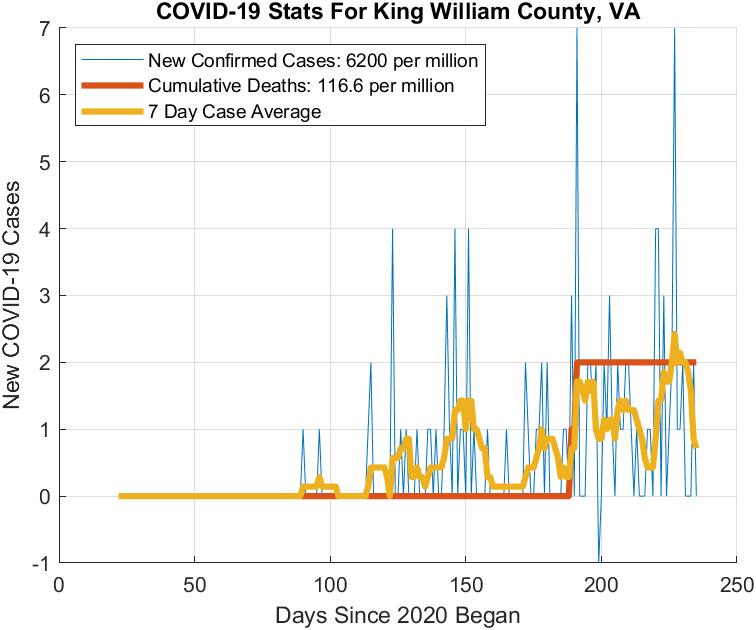 COVID-19 Stats For King William County, VA
New Confirmed Cases: 6200 per million
Cumulative Deaths: 116.6 per million
7 Day Case Average
New COVID-19 Cases
7
6
5
4
3
2
1
0
-1
0 50 100 150 200 250
Days Since 2020 Began